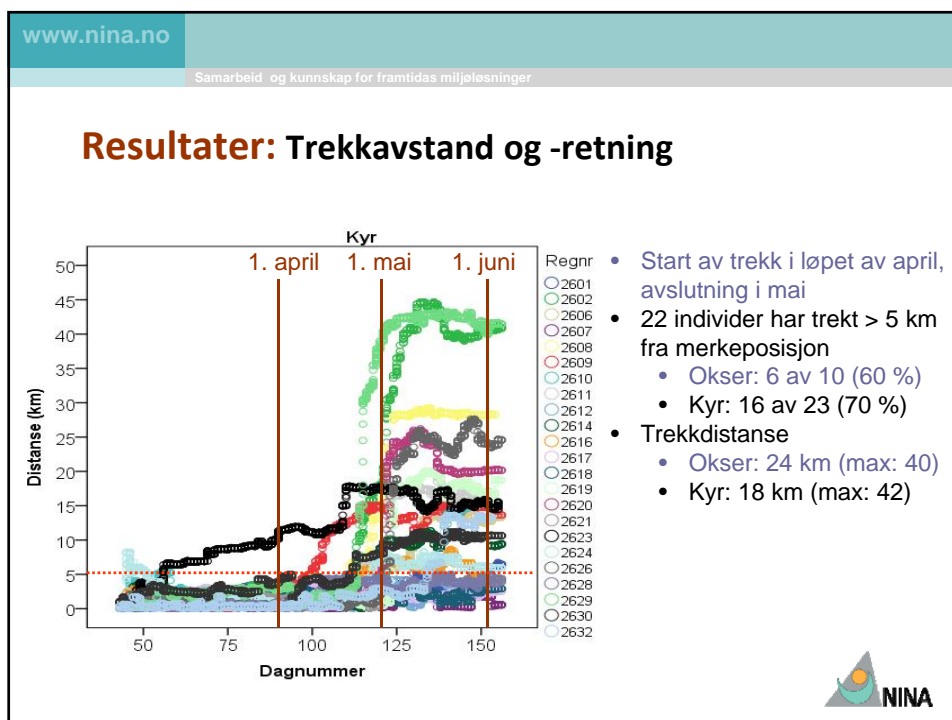 www.nina.no
Samarbeid og kunnskap for framtidas miljøløsninger
Resultater: Trekkavstand og -retning
Kyr
1. april
1. mai
1. juni
50
45
40
35
30
25
20
15
10
5
0
Distanse (km)
50
75
100
125
150
Dagnummer
Regnr
2601
2602
2606
2607
2608
2609
2610
2611
2612
2614
2616
2617
2618
2619
2620
2621
2623
2624
2626
2628
2629
2630
2632
• Start av trekk i løpet av april,
avslutning i mai
• 22 individer har trekt > 5 km
fra merkeposisjon
• Okser: 6 av 10 (60 %)
• Kyr: 16 av 23 (70 %)
• Trekkdistanse
• Okser: 24 km (max: 40)
• Kyr: 18 km (max: 42)
NINA